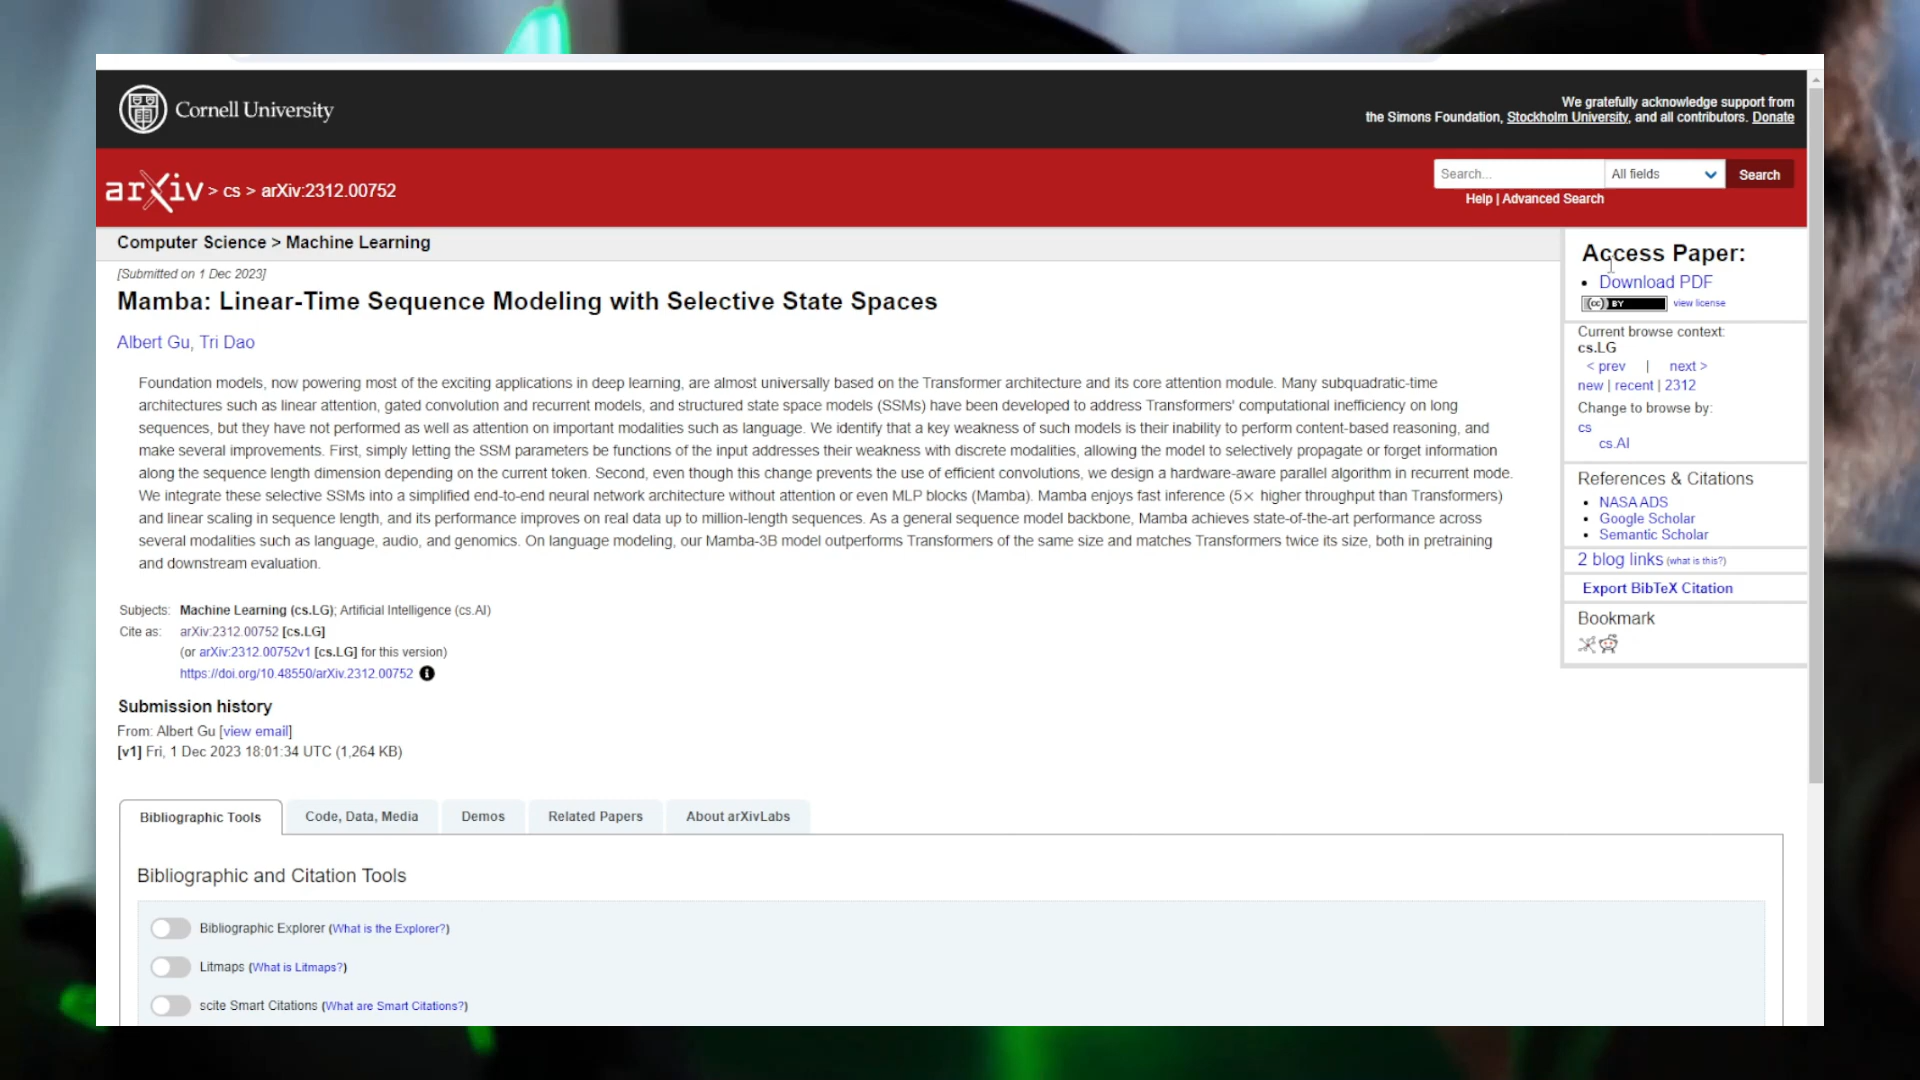 Cornell University
We gratefully acknowledge support from
the Simons Foundation, Stockholm University, and all contributors. Donate
arXiv > cs > arXiv:2312.00752
Search... All fields Search
Help | Advanced Search
Computer Science > Machine Learning
[Submitted on 1 Dec 2023]
Mamba: Linear-Time Sequence Modeling with Selective State Spaces
Albert Gu, Tri Dao
Foundation models, now powering most of the exciting applications in deep learning, are almost universally based on the Transformer architecture and its core attention module. Many subquadratic-time
architectures such as linear attention, gated convolution and recurrent models, and structured state space models (SSMs) have been developed to address Transformers' computational inefficiency on long
sequences, but they have not performed as well as attention on important modalities such as language. We identify that a key weakness of such models is their inability to perform content-based reasoning, and
make several improvements. First, simply letting the SSM parameters be functions of the input addresses their weakness with discrete modalities, allowing the model to selectively propagate or forget information
along the sequence length dimension depending on the current token. Second, even though this change prevents the use of efficient convolutions, we design a hardware-aware parallel algorithm in recurrent mode.
We integrate these selective SSMs into a simplified end-to-end neural network architecture without attention or even MLP blocks (Mamba). Mamba enjoys fast inference (5× higher throughput than Transformers)
and linear scaling in sequence length, and its performance improves on real data up to million-length sequences. As a general sequence model backbone, Mamba achieves state-of-the-art performance across
several modalities such as language, audio, and genomics. On language modeling, our Mamba-3B model outperforms Transformers of the same size and matches Transformers twice its size, both in pretraining
and downstream evaluation.
Subjects: Machine Learning (cs.LG); Artificial Intelligence (cs.AI)
Cite as: arXiv:2312.00752 [cs.LG]
(or arXiv:2312.00752v1 [cs.LG] for this version)
https://doi.org/10.48550/arXiv.2312.00752
Submission history
From: Albert Gu [view email]
[v1] Fri, 1 Dec 2023 18:01:34 UTC (1,264 KB)
Bibliographic Tools Code, Data, Media Demos Related Papers About arXivLabs
Bibliographic and Citation Tools
Bibliographic Explorer (What is the Explorer?)
Litmaps (What is Litmaps?)
scite Smart Citations (What are Smart Citations?)
Access Paper:
• Download PDF
(cc) BY view license
Current browse context:
cs.LG
< prev | next >
new | recent | 2312
Change to browse by:
cs
cs.AI
References & Citations
• NASA ADS
• Google Scholar
• Semantic Scholar
2 blog links (what is this?)
Export BibTeX Citation
Bookmark